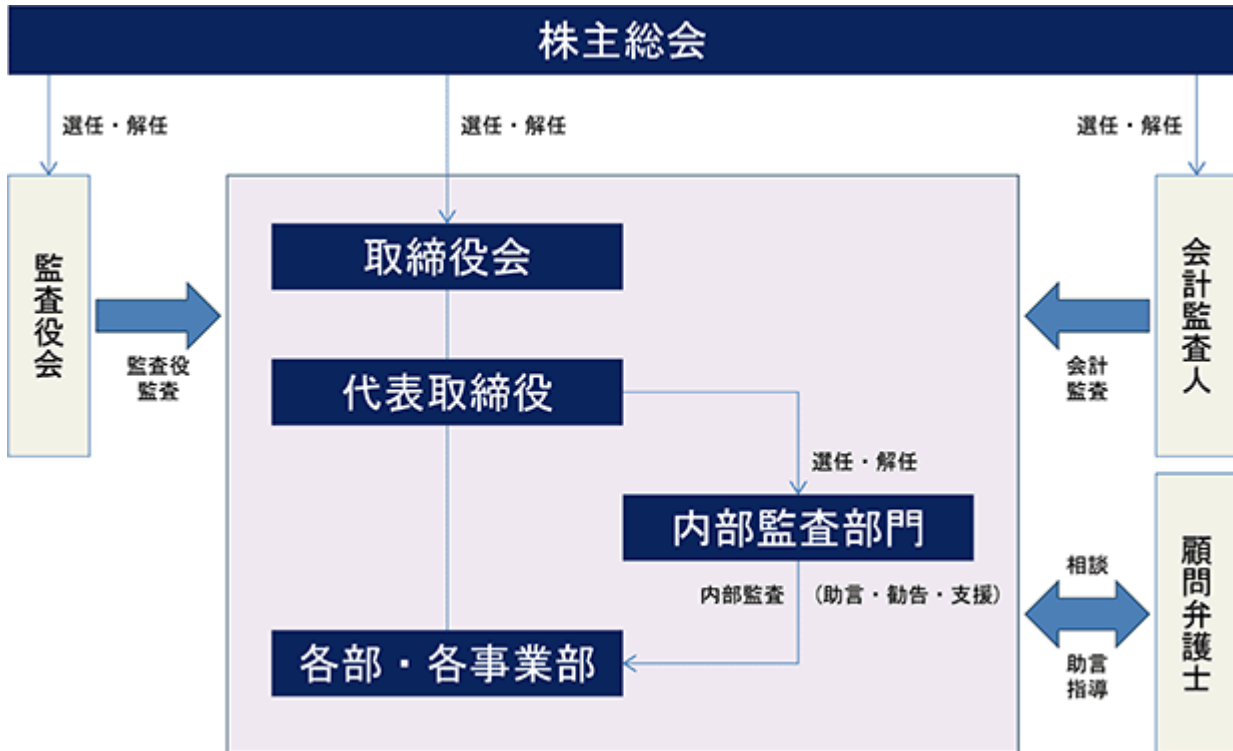 株主総会
選任・解任
選任・解任
選任・解任
監査役会
取締役会
会計監査人
監査役
監査
会計
監査
代表取締役
選任・解任
内部監査部門
内部監査
(助言・勧告・支援)
各部・各事業部
相談
助言
指導
顧問弁護士